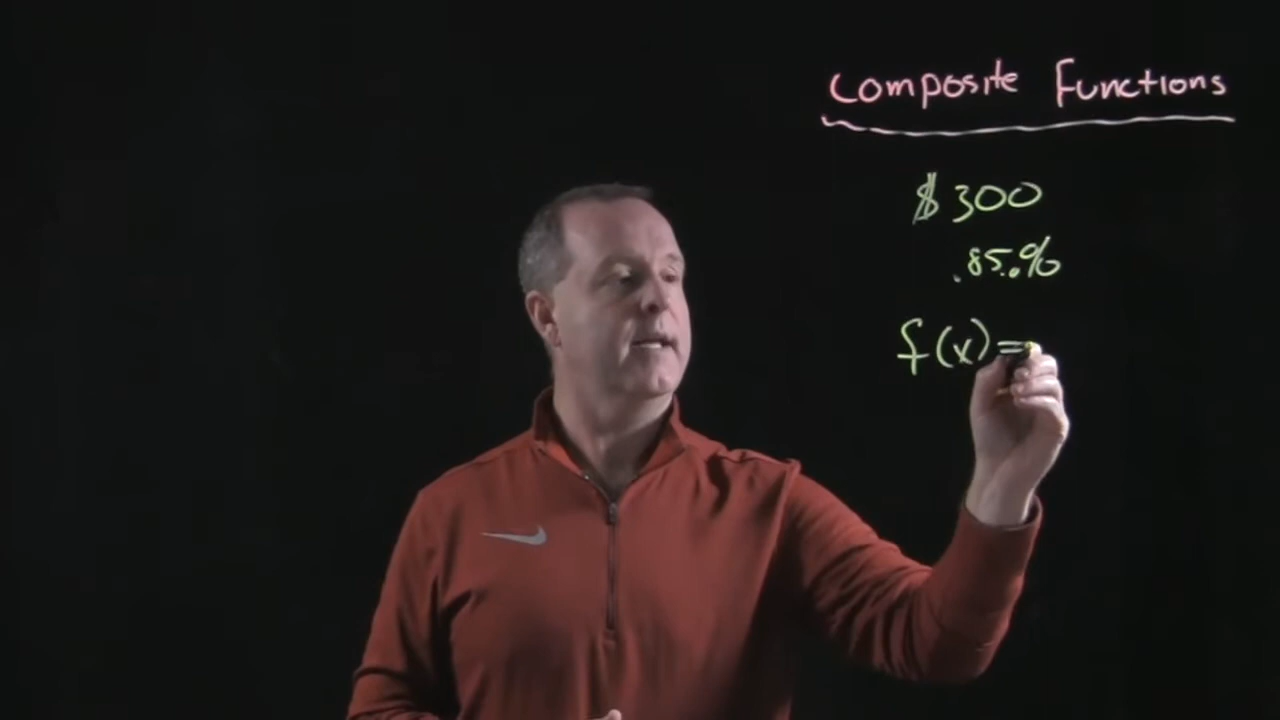 Composite Functions
$300
.85.%
f(x)=